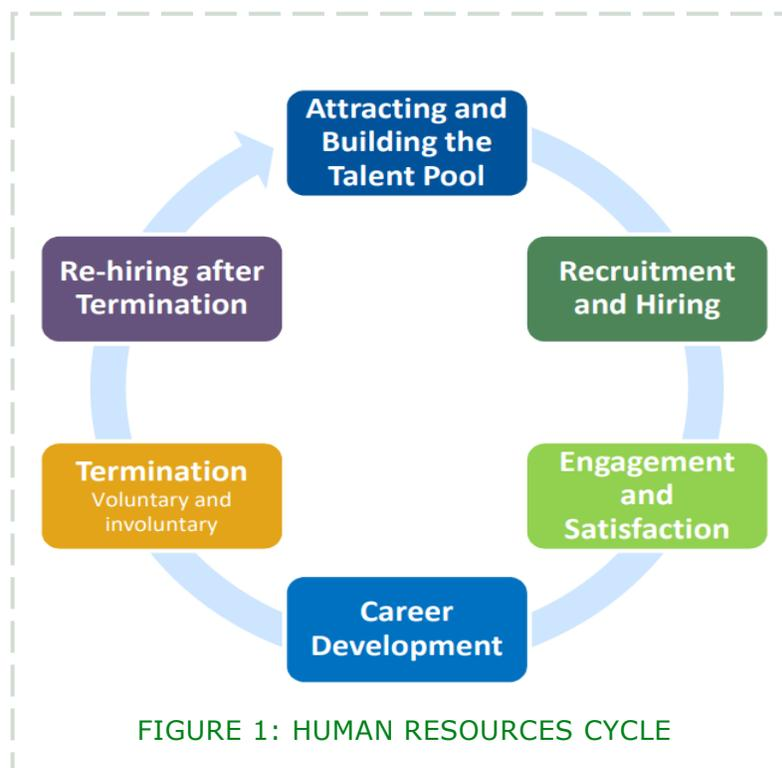 Attracting and
Building the
Talent Pool
Recruitment
and Hiring
Engagement
and
Satisfaction
Career
Development
Termination
Voluntary and
involuntary
Re-hiring after
Termination
FIGURE 1: HUMAN RESOURCES CYCLE